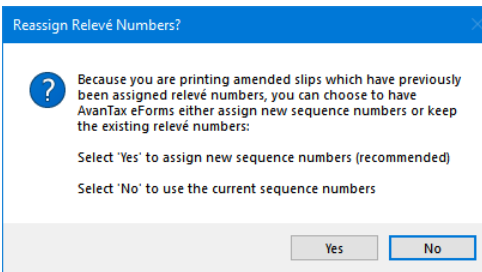 Reassign Relevé Numbers?
Because you are printing amended slips which have previously
been assigned relevé numbers, you can choose to have
AvanTax eForms either assign new sequence numbers or keep
the existing relevé numbers:
Select 'Yes' to assign new sequence numbers (recommended)
Select 'No' to use the current sequence numbers
Yes
No